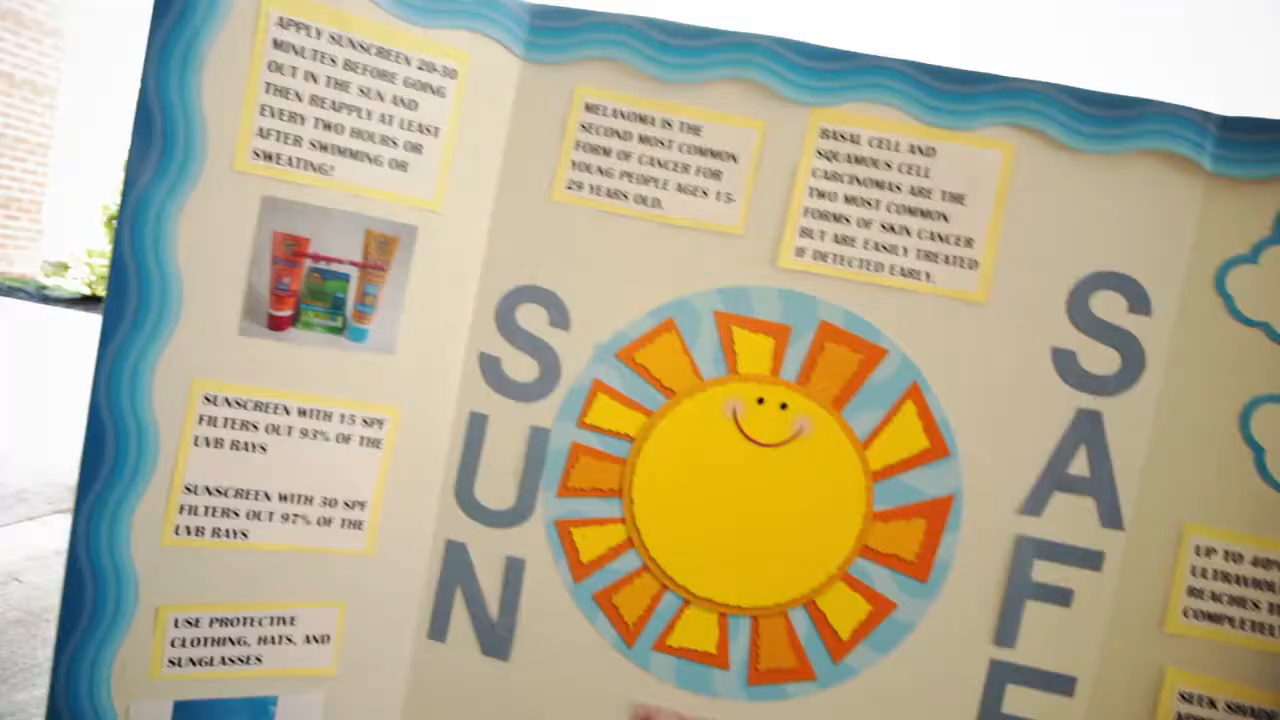 APPLY SUNSCREEN 20-30
MINUTES BEFORE GOING
OUT IN THE SUN AND
THEN REAPPLY AT LEAST
EVERY TWO HOURS OR
AFTER SWIMMING OR
SWEATING!
SUNSCREEN WITH 15 SPF
FILTERS OUT 93% OF THE
UVB RAYS
SUNSCREEN WITH 30 SPF
FILTERS OUT 97% OF THE
UVB RAYS
USE PROTECTIVE
CLOTHING, HATS, AND
SUNGLASSES
MELANOMA IS THE
SECOND MOST COMMON
FORM OF CANCER FOR
YOUNG PEOPLE AGES 15-
29 YEARS OLD.
BASAL CELL AND
SQUAMOUS CELL
CARCINOMAS ARE THE
TWO MOST COMMON
FORMS OF SKIN CANCER
BUT ARE EASILY TREATED
IF DETECTED EARLY.
SUN
SAFE
UP TO
REACHES
SEEK